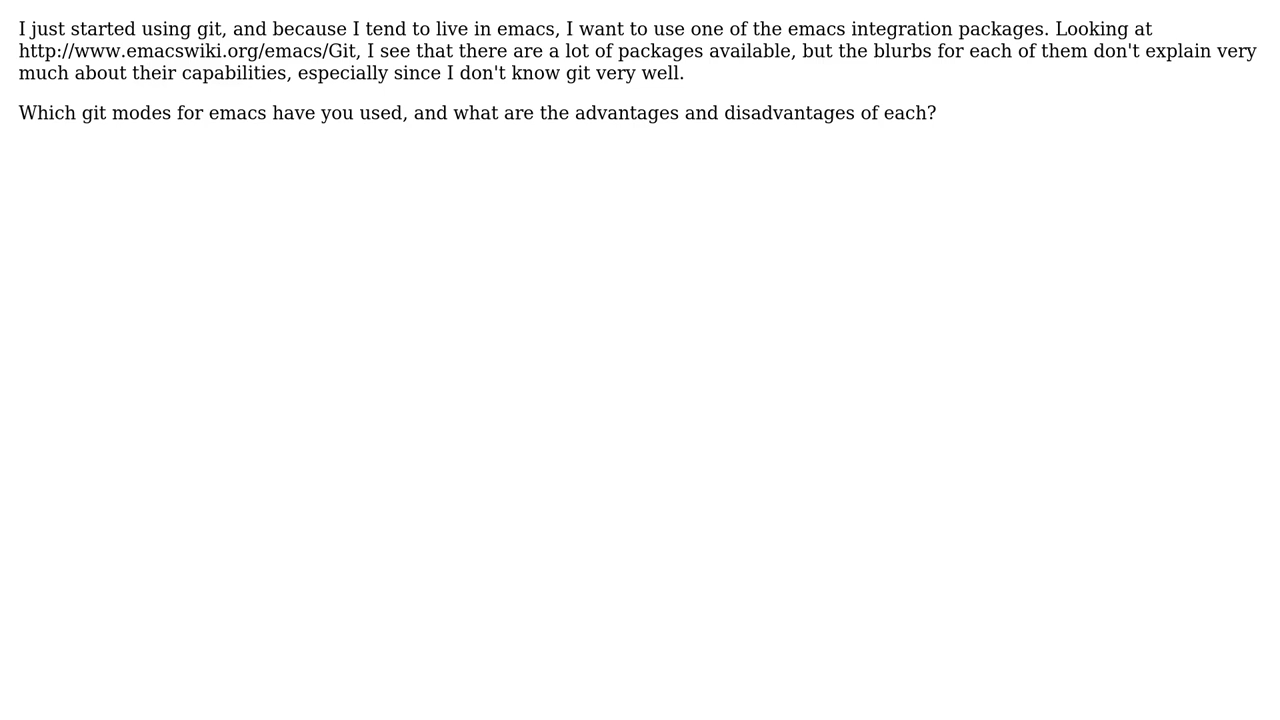 I just started using git, and because I tend to live in emacs, I want to use one of the emacs integration packages. Looking at
http://www.emacswiki.org/emacs/Git, I see that there are a lot of packages available, but the blurbs for each of them don't explain very
much about their capabilities, especially since I don't know git very well.
Which git modes for emacs have you used, and what are the advantages and disadvantages of each?